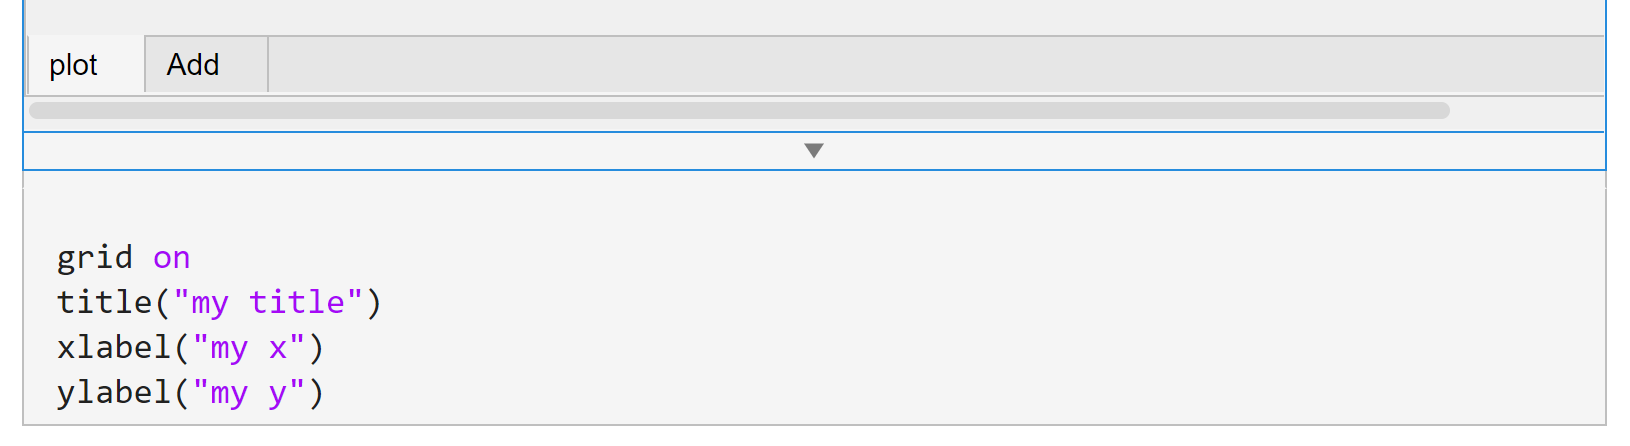 plot Add
grid on
title("my title")
xlabel("my x")
ylabel("my y")